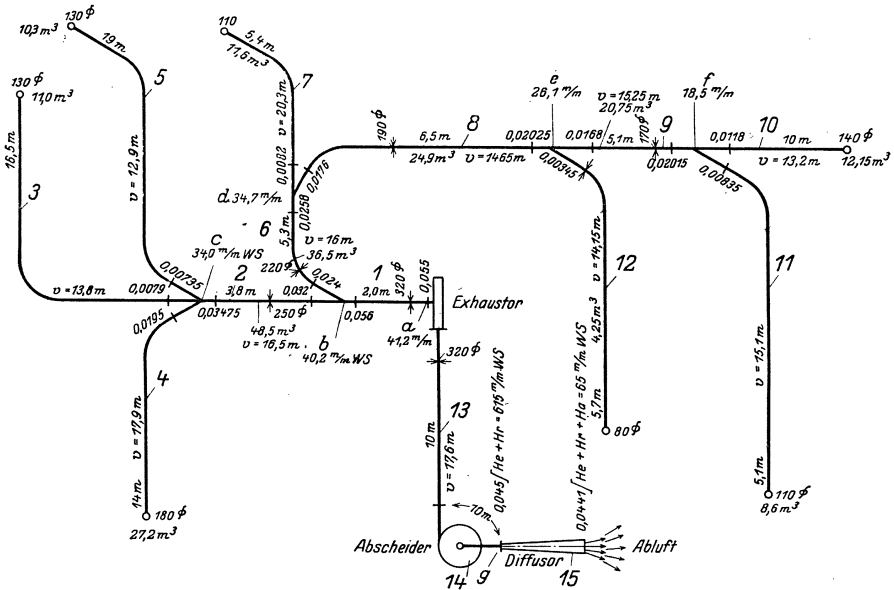 130 φ
10,3 m³
19 m
5
110
5,4 m
11,6 m³
7
130 φ
11,0 m³
16,5 m
3
v = 12,9 m
v = 20,3 m
0,0082
190 φ
6,5 m
8
24,9 m³
v = 1465 m
0,02025
e
26,1 m/m
v = 15,25 m
20,75 m³
0,0168
5,1 m
170 φ
9
0,02015
f
18,5 m/m
0,0118
10
10 m
v = 13,2 m
140 φ
12,15 m³
0,0176
0,00345
0,00835
d 34,7 m/m
0,0258
6
5,3 m
v = 16 m
36,5 m³
220 φ
0,024
c
34,0 m/m WS
0,00735
v = 13,8 m
0,0079
2
3,8 m
0,03475
0,032
250 φ
48,5 m³
v = 16,5 m
b
40,2 m/m WS
1
2,0 m
0,056
320 φ
0,055
a
41,2 m/m
Exhaustor
0,0195
4
v = 17,9 m
14 m
180 φ
27,2 m³
v = 14,15 m
12
4,25 m³
5,7 m
80 φ
11
v = 15,1 m
5,1 m
110 φ
8,6 m³
320 φ
13
10 m
v = 17,6 m
0,045 ∫ He + Hr = 615 m/m WS
0,0441 ∫ He + Hr + Ha = 65 m/m WS
10 m
Abscheider
14
g
Diffusor
15
Abluft